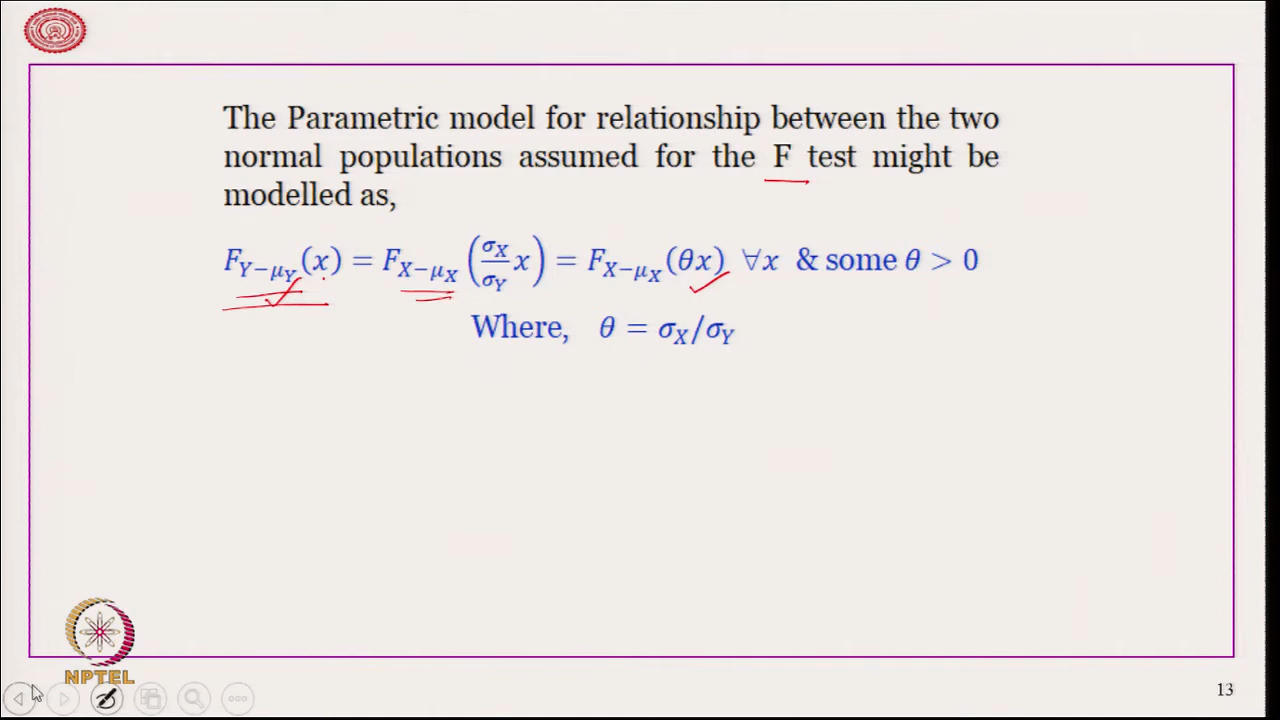 The Parametric model for relationship between the two
normal populations assumed for the F test might be
modelled as,
F_{Y−μ_Y}(x) = F_{X−μ_X}(σ_X/σ_Y x) = F_{X−μ_X}(θx) ∀x & some θ > 0
Where, θ = σ_X/σ_Y
NPTEL
13